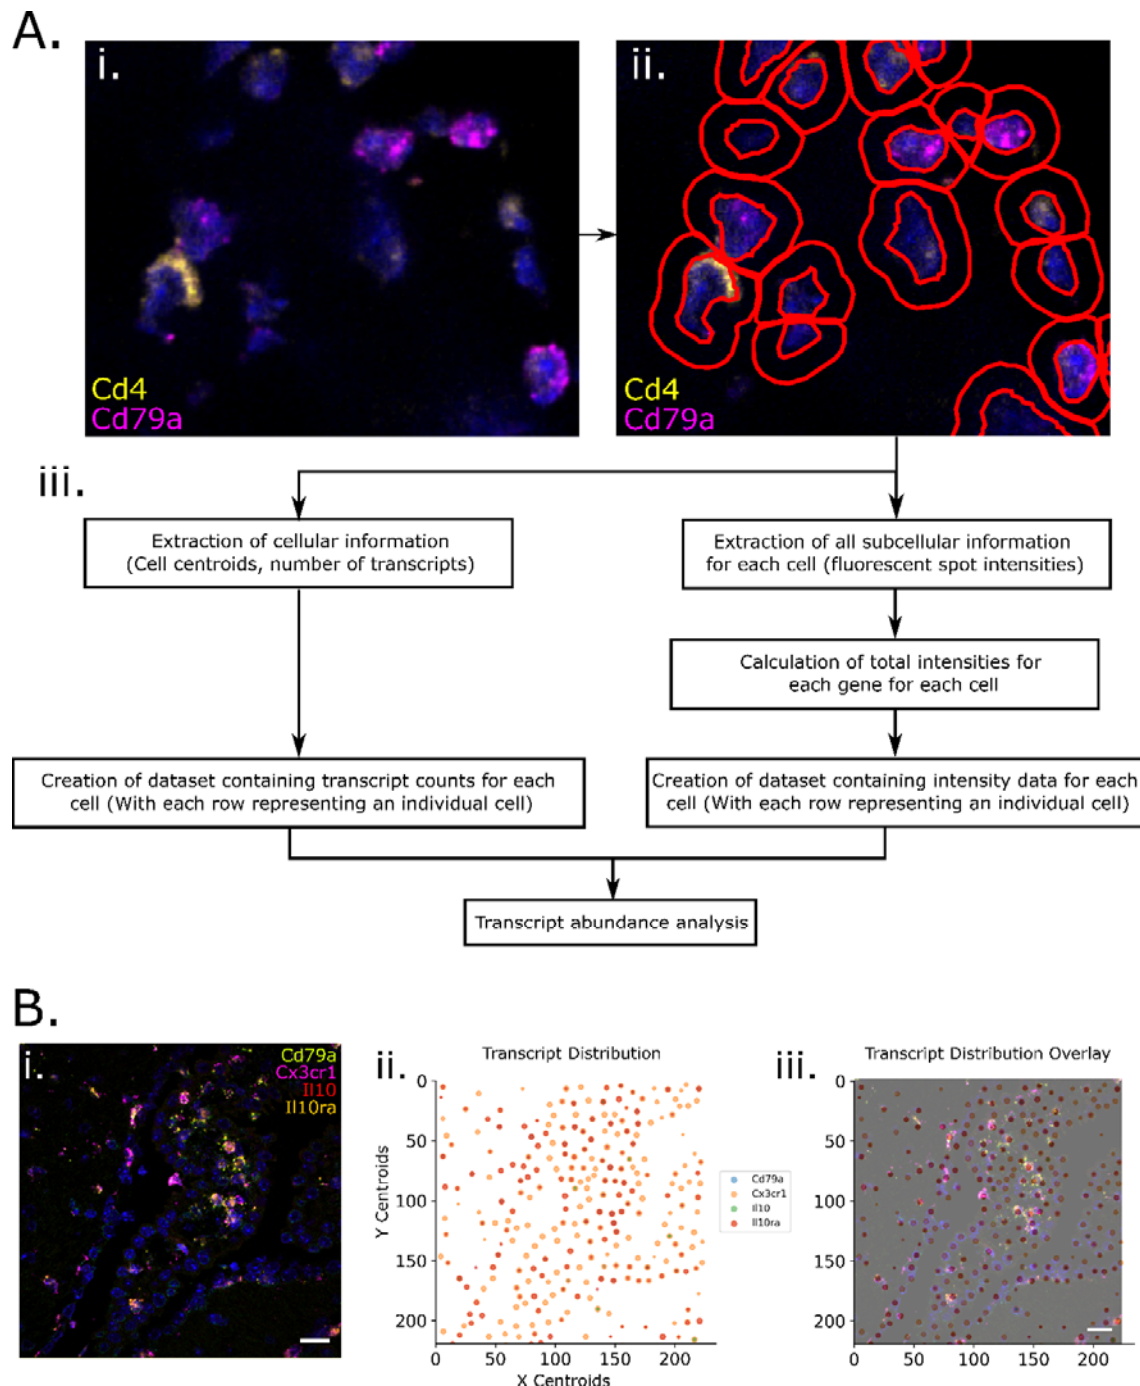 A.
i.
Cd4
Cd79a
ii.
Cd4
Cd79a
iii.
Extraction of cellular information
(Cell centroids, number of transcripts)
Extraction of all subcellular information
for each cell (fluorescent spot intensities)
Calculation of total intensities for
each gene for each cell
Creation of dataset containing transcript counts for each
cell (With each row representing an individual cell)
Creation of dataset containing intensity data for each
cell (With each row representing an individual cell)
Transcript abundance analysis
B.
i.
Cd79a
Cx3cr1
Il10
Il10ra
ii.
Transcript Distribution
0
50
100
150
200
Y Centroids
0 50 100 150 200
X Centroids
Cd79a
Cx3cr1
Il10
Il10ra
iii.
Transcript Distribution Overlay
0
50
100
150
200
0 50 100 150 200